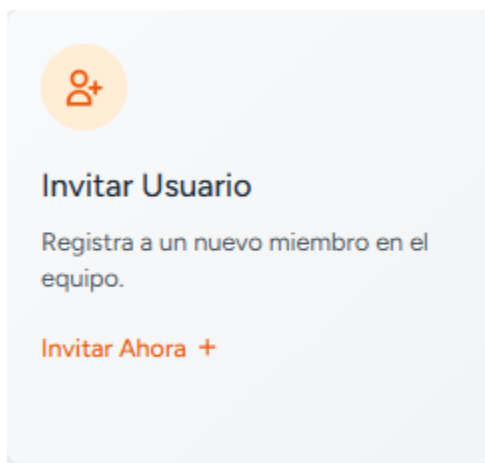 Invitar Usuario
Registra a un nuevo miembro en el
equipo.
Invitar Ahora +